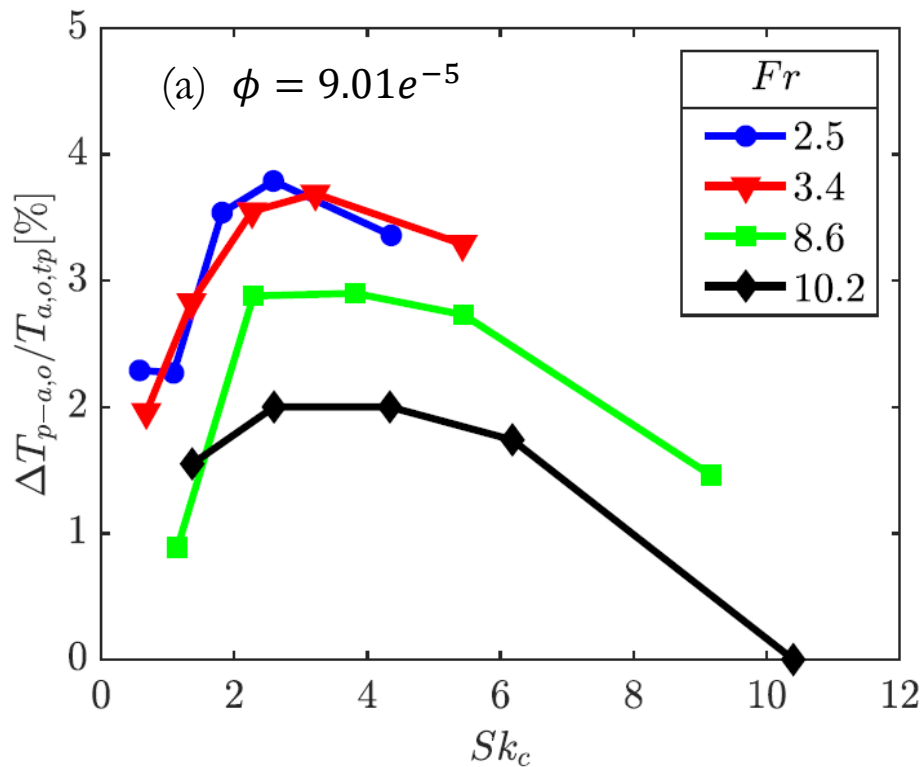 5
(a) ϕ = 9.01e⁻⁵
Fr
2.5
3.4
8.6
10.2
4
3
2
1
0
ΔT_{p−a,o}/T_{a,o,tp}[%]
0 2 4 6 8 10 12
Sk_c